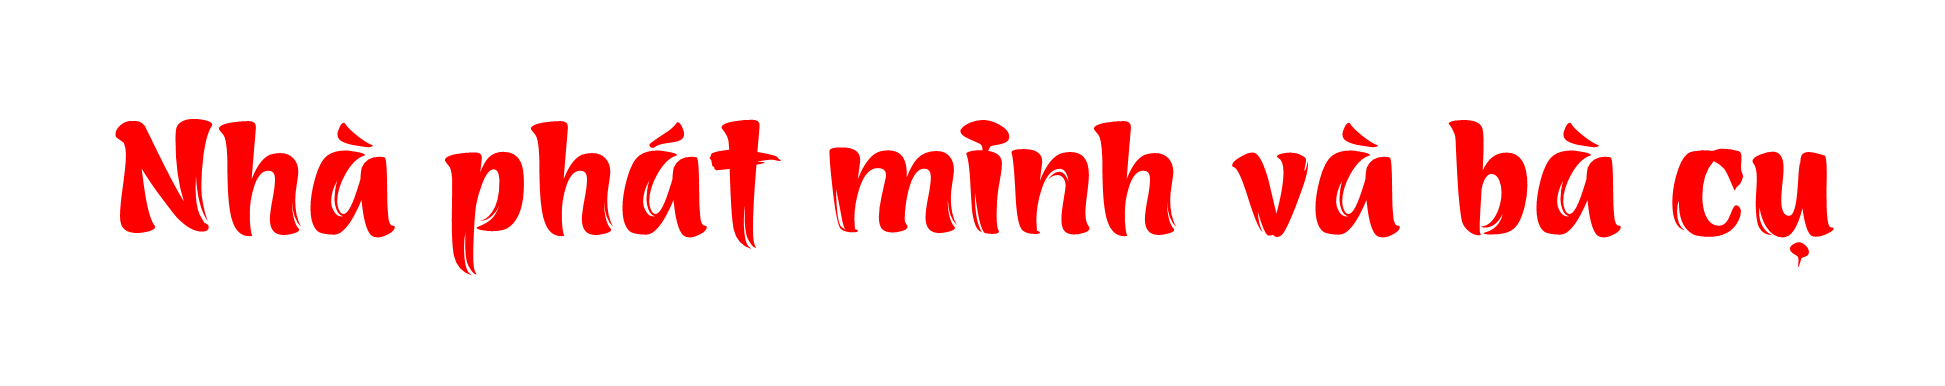 Nhà phát minh và bà cụ